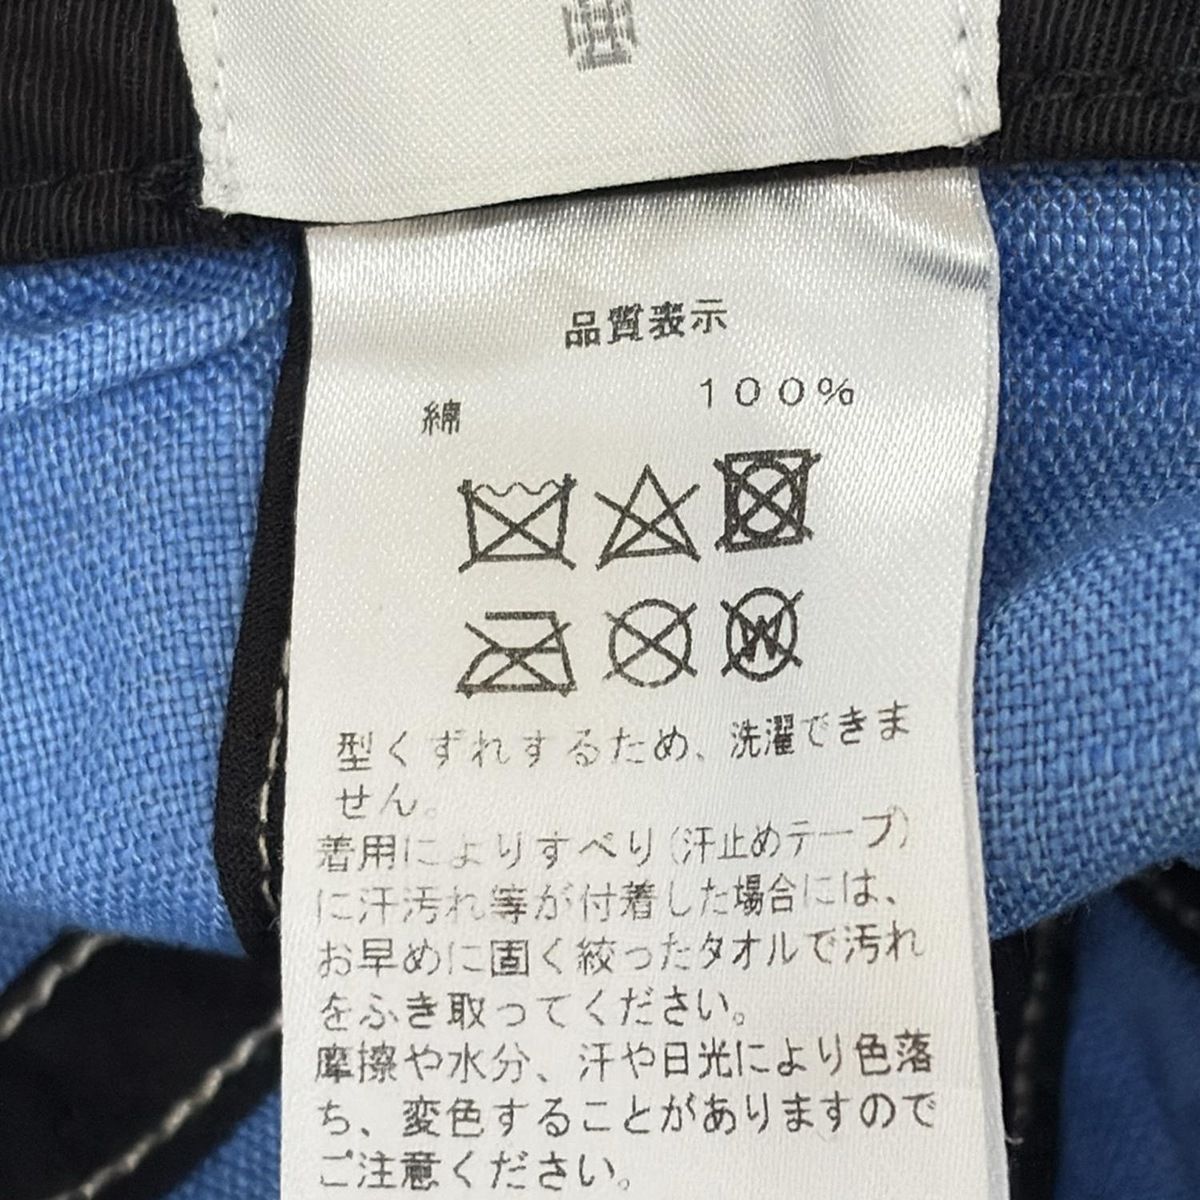 品質表示
綿 100%
W
型くずれするため、洗濯できま
せん。
着用によりすべり(汗止めテープ)
に汗汚れ等が付着した場合には、
お早めに固く絞ったタオルで汚れ
をふき取ってください。
摩擦や水分、汗や日光により色落
ち、変色することがありますので
ご注意ください。